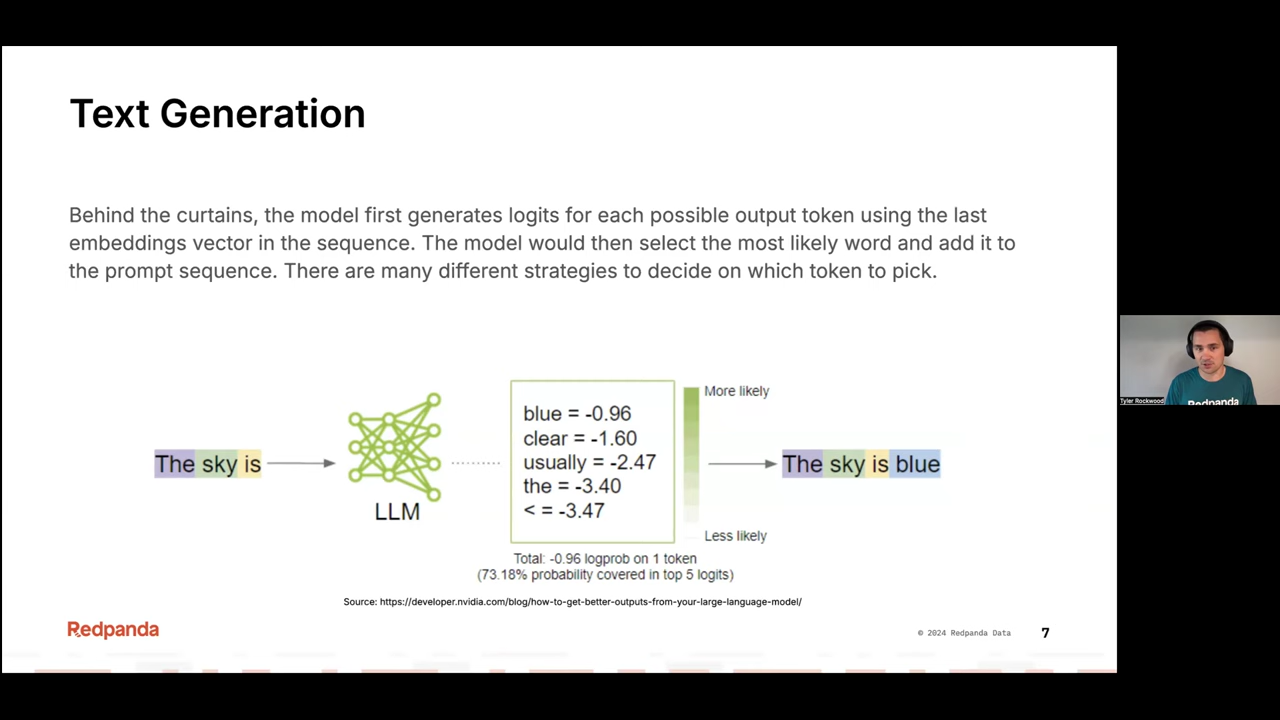 Text Generation
Behind the curtains, the model first generates logits for each possible output token using the last
embeddings vector in the sequence. The model would then select the most likely word and add it to
the prompt sequence. There are many different strategies to decide on which token to pick.
The sky is
LLM
blue = -0.96
clear = -1.60
usually = -2.47
the = -3.40
< = -3.47
More likely
Less likely
The sky is blue
Total: -0.96 logprob on 1 token
(73.18% probability covered in top 5 logits)
Source: https://developer.nvidia.com/blog/how-to-get-better-outputs-from-your-large-language-model/
Redpanda
© 2024 Redpanda Data
7
Redpanda
Tyler Rockwood